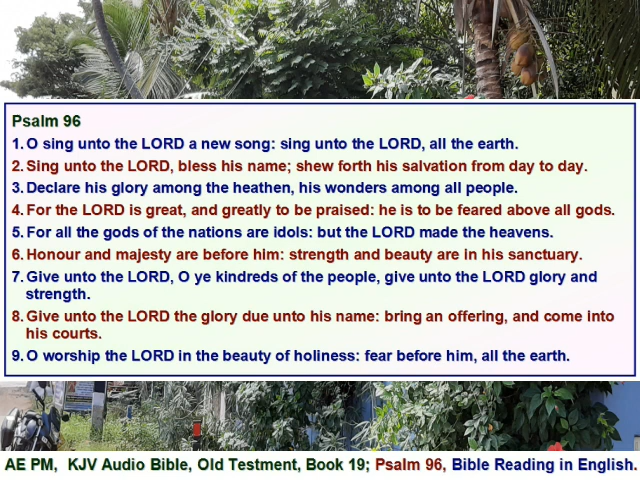 Psalm 96
1. O sing unto the LORD a new song: sing unto the LORD, all the earth.
2. Sing unto the LORD, bless his name; shew forth his salvation from day to day.
3. Declare his glory among the heathen, his wonders among all people.
4. For the LORD is great, and greatly to be praised: he is to be feared above all gods.
5. For all the gods of the nations are idols: but the LORD made the heavens.
6. Honour and majesty are before him: strength and beauty are in his sanctuary.
7. Give unto the LORD, O ye kindreds of the people, give unto the LORD glory and
strength.
8. Give unto the LORD the glory due unto his name: bring an offering, and come into
his courts.
9. O worship the LORD in the beauty of holiness: fear before him, all the earth.
AE PM, KJV Audio Bible, Old Testment, Book 19; Psalm 96, Bible Reading in English.